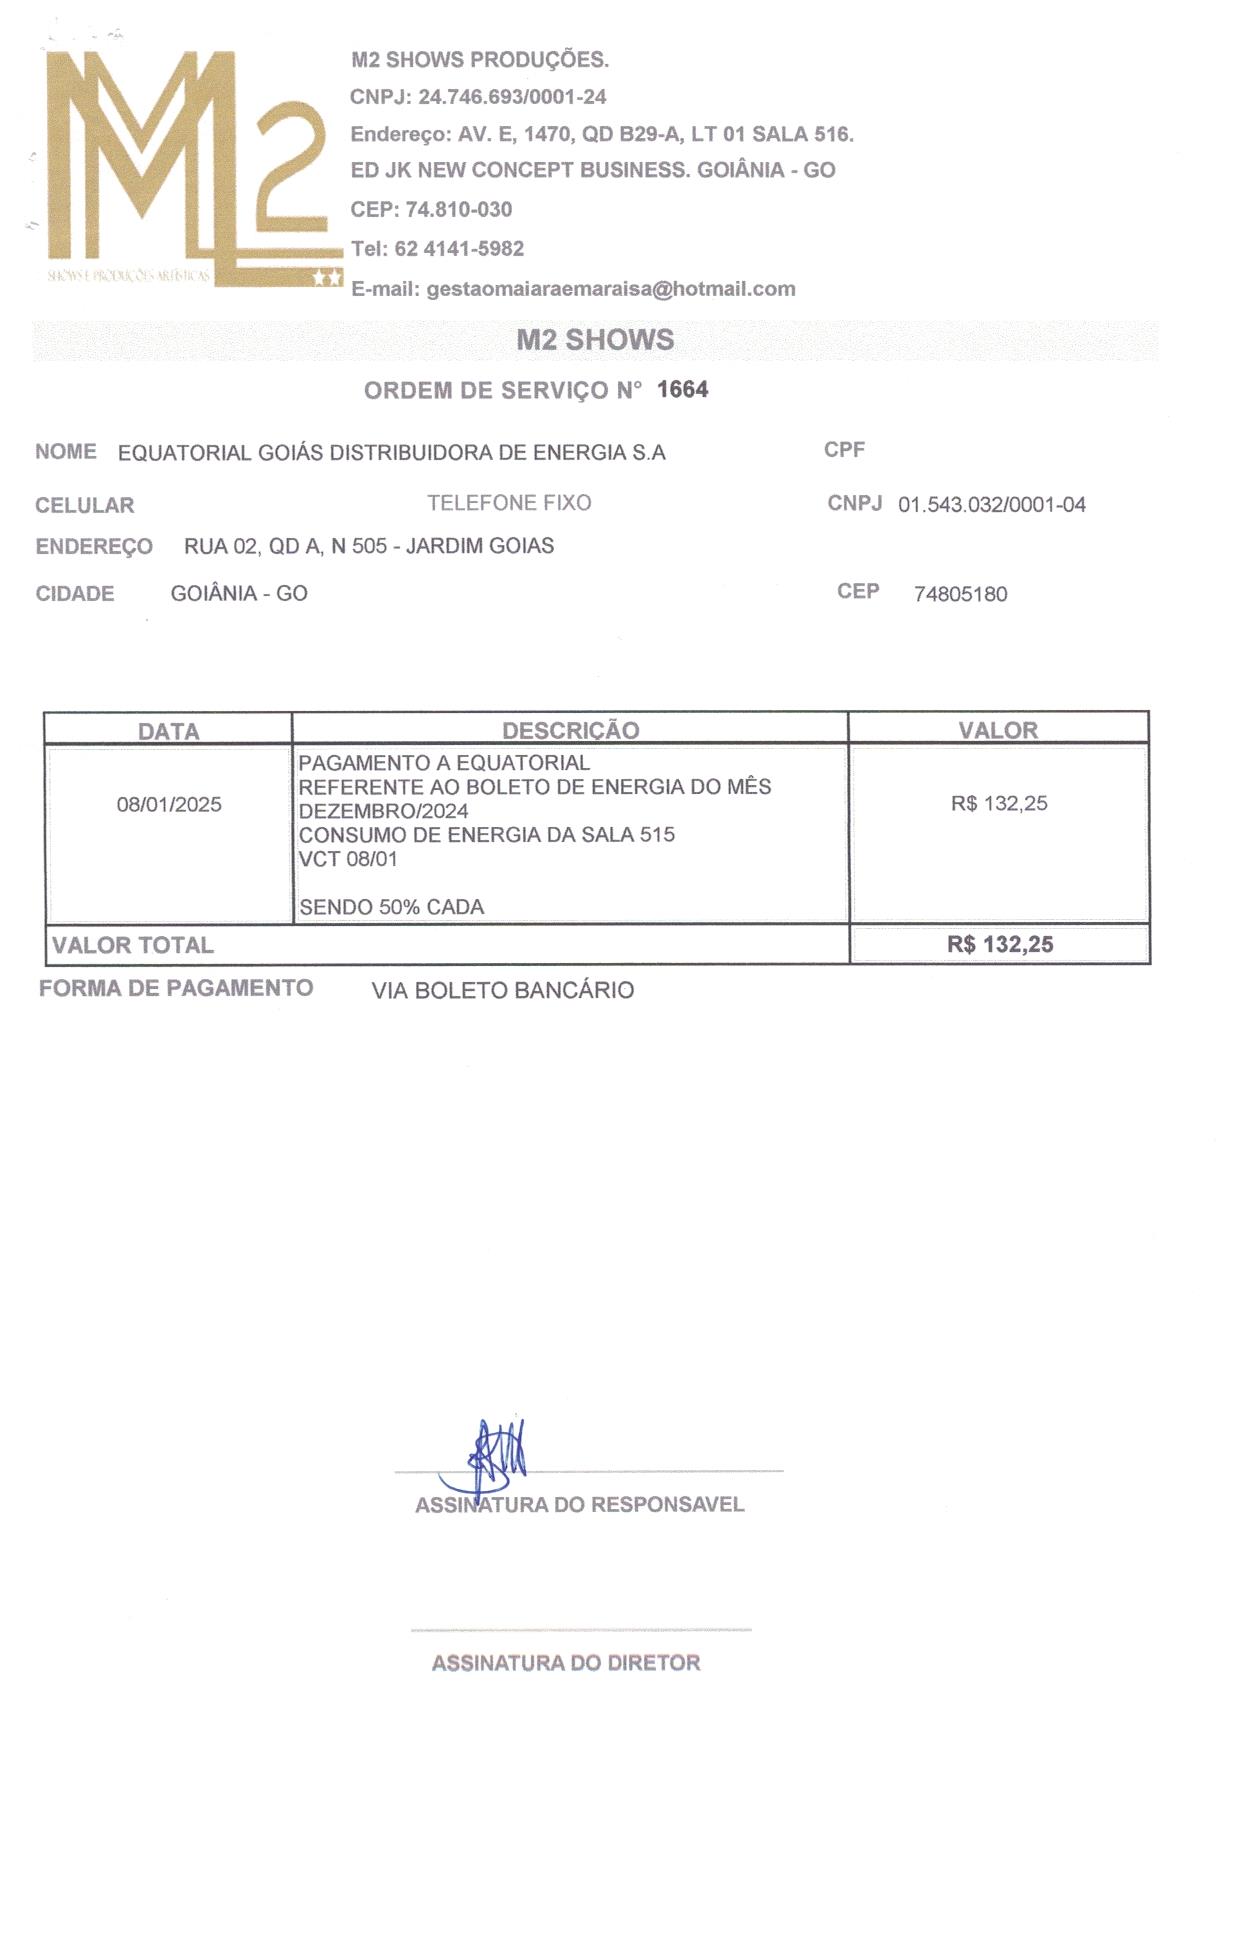 M2 SHOWS PRODUÇÕES.
CNPJ: 24.746.693/0001-24
Endereço: AV. E, 1470, QD B29-A, LT 01 SALA 516.
ED JK NEW CONCEPT BUSINESS. GOIÂNIA - GO
CEP: 74.810-030
Tel: 62 4141-5982
E-mail: gestaomaiaraemaraisa@hotmail.com
M2
SHOWS E PRODUÇÕES ARTÍSTICAS
M2 SHOWS
ORDEM DE SERVIÇO N° 1664
NOME EQUATORIAL GOIÁS DISTRIBUIDORA DE ENERGIA S.A CPF
CELULAR TELEFONE FIXO CNPJ 01.543.032/0001-04
ENDEREÇO RUA 02, QD A, N 505 - JARDIM GOIAS
CIDADE GOIÂNIA - GO CEP 74805180
DATA DESCRIÇÃO VALOR
PAGAMENTO A EQUATORIAL
REFERENTE AO BOLETO DE ENERGIA DO MÊS
08/01/2025 DEZEMBRO/2024 R$ 132,25
CONSUMO DE ENERGIA DA SALA 515
VCT 08/01
SENDO 50% CADA
VALOR TOTAL R$ 132,25
FORMA DE PAGAMENTO VIA BOLETO BANCÁRIO
ASSINATURA DO RESPONSAVEL
ASSINATURA DO DIRETOR